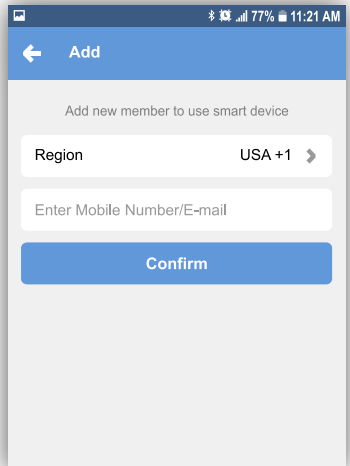 77% 11:21 AM
Add
Add new member to use smart device
Region USA +1
Enter Mobile Number/E-mail
Confirm